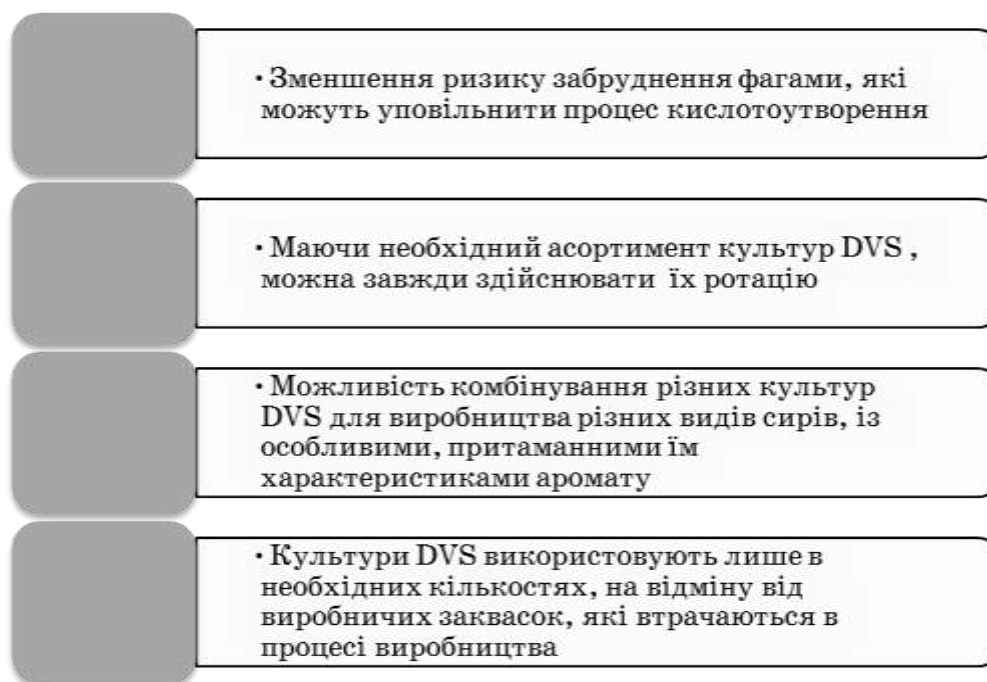 • Зменшення ризику забруднення фагами, які
можуть уповільнити процес кислотоутворення
• Маючи необхідний асортимент культур DVS ,
можна завжди здійснювати їх ротацію
• Можливість комбінування різних культур
DVS для виробництва різних видів сирів, із
особливими, притаманними їм
характеристиками аромату
• Культури DVS використовують лише в
необхідних кількостях, на відміну від
виробничих заквасок, які втрачаються в
процесі виробництва